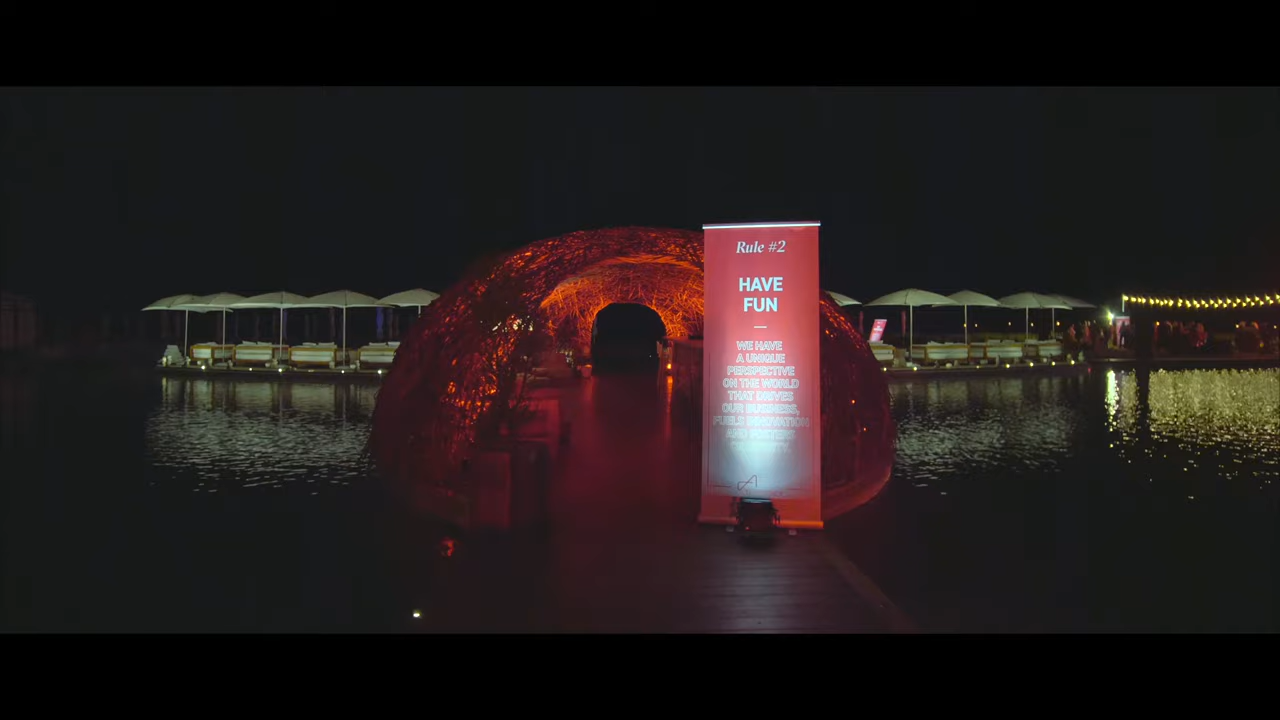 Rule #2
HAVE
FUN
WE HAVE
A UNIQUE
PERSPECTIVE
ON THE WORLD
THAT DRIVES
OUR BUSINESS,
FUELS INNOVATION
AND FOSTERS